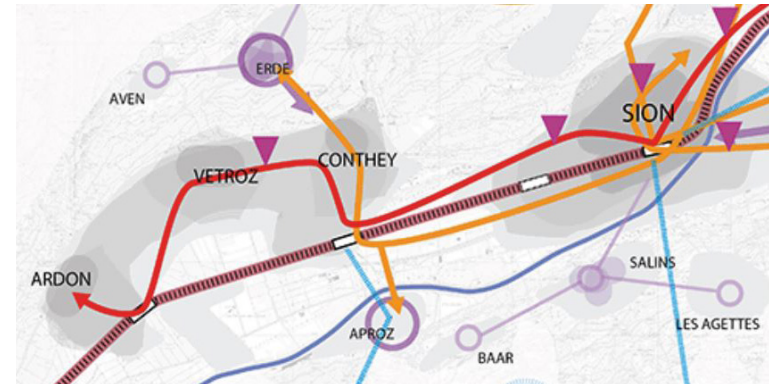 ERDE
AVEN
SION
CONTHEY
VETROZ
SALINS
ARDON
LES AGETTES
APROZ
BAAR